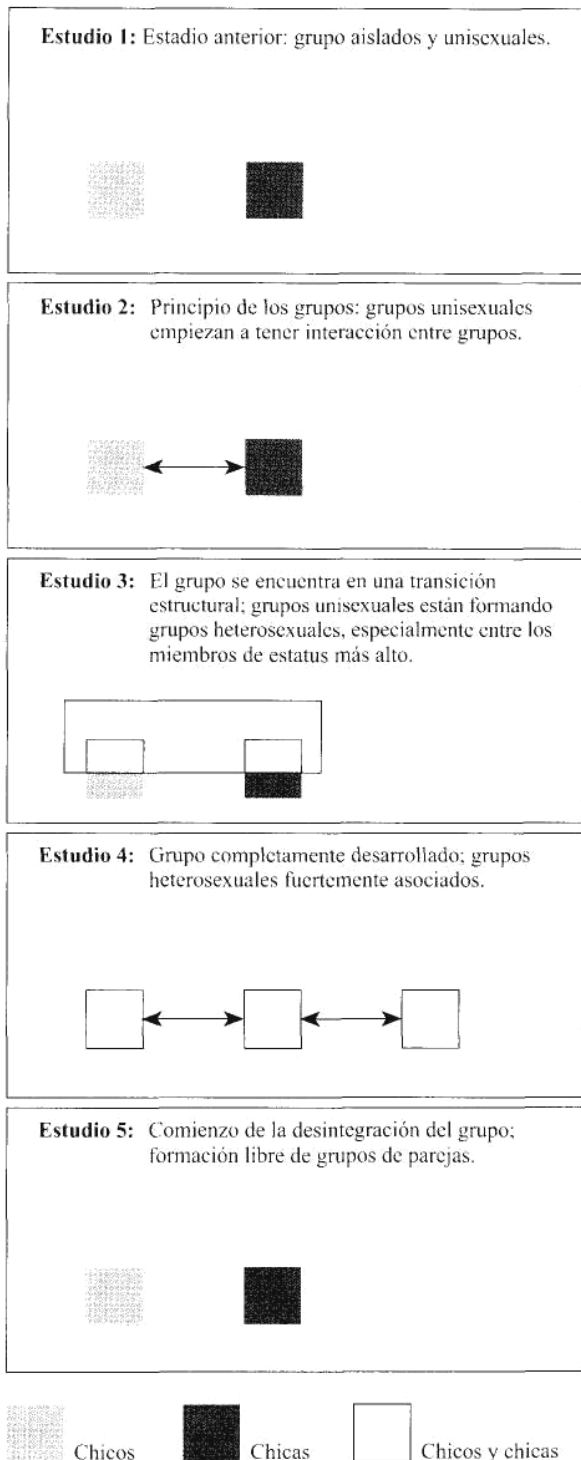 Estudio 1: Estadio anterior: grupo aislados y unisexuales.
Estudio 2: Principio de los grupos: grupos unisexuales
empiezan a tener interacción entre grupos.
Estudio 3: El grupo se encuentra en una transición
estructural; grupos unisexuales están formando
grupos heterosexuales, especialmente entre los
miembros de estatus más alto.
Estudio 4: Grupo completamente desarrollado; grupos
heterosexuales fuertemente asociados.
Estudio 5: Comienzo de la desintegración del grupo;
formación libre de grupos de parejas.
Chicos Chicas Chicos y chicas